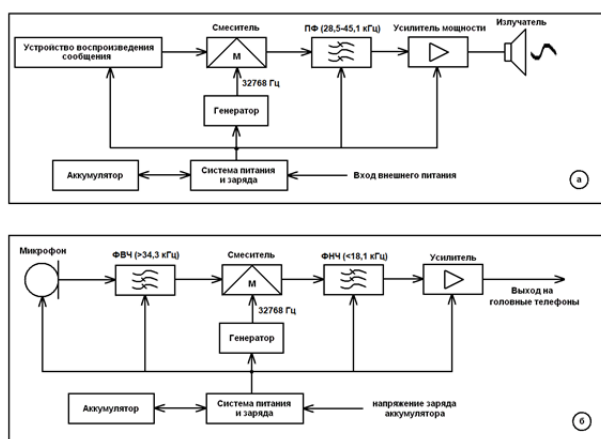 Устройство воспроизведения
сообщения
Смеситель
М
ПФ (28,5-45,1 кГц)
Усилитель мощности
Излучатель
32768 Гц
Генератор
Аккумулятор
Система питания
и заряда
Вход внешнего питания
а
Микрофон
ФВЧ (>34,3 кГц)
Смеситель
М
ФНЧ (<18,1 кГц)
Усилитель
Выход на
головные телефоны
32768 Гц
Генератор
Аккумулятор
Система питания
и заряда
напряжение заряда
аккумулятора
б